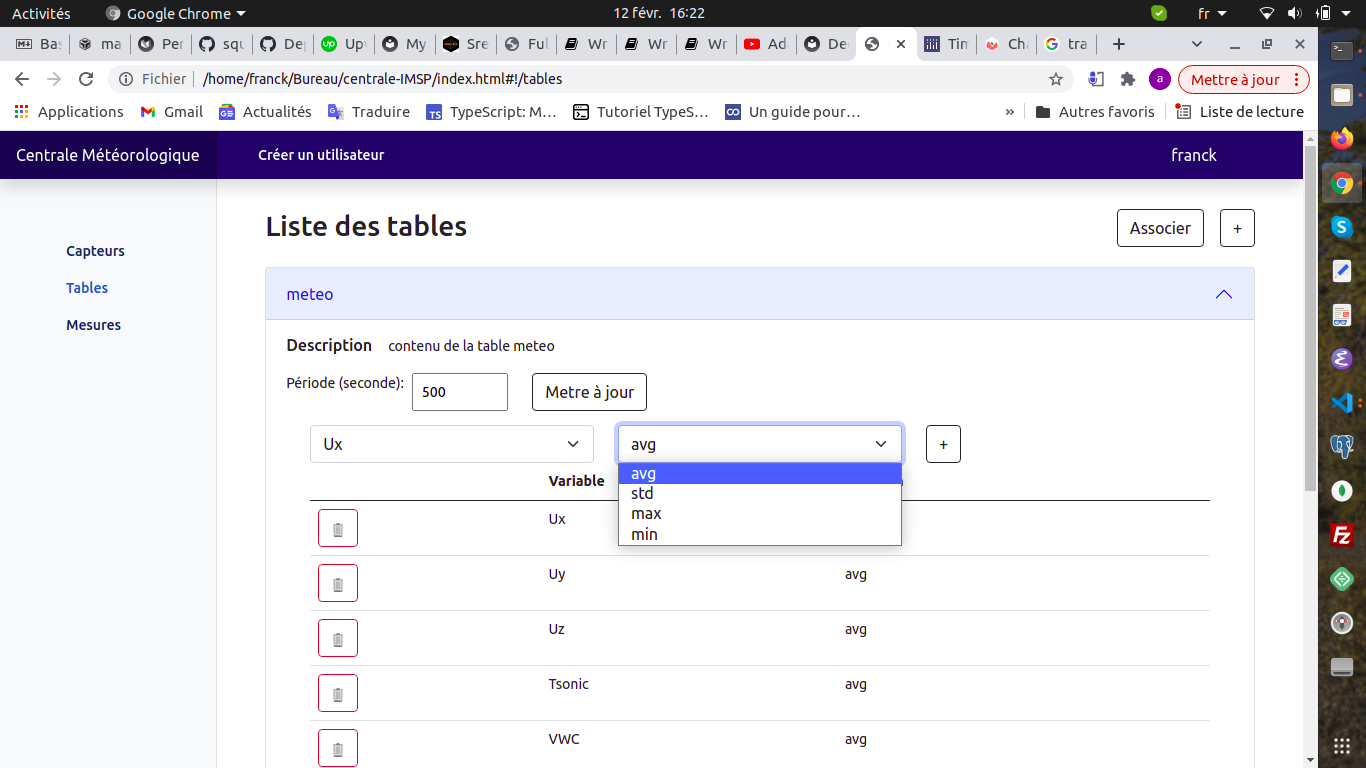 Activités Google Chrome 12 févr. 16:22 fr
Bas ma Per squ Dep Upw My Sre Ful Wr Wr Wr Ad De Tim Cha tra
Fichier /home/franck/Bureau/centrale-IMSP/index.html#!/tables a Mettre à jour
Applications Gmail Actualités Traduire TypeScript: M… Tutoriel TypeS… Un guide pour… » Autres favoris Liste de lecture
Centrale Météorologique Créer un utilisateur franck
Liste des tables Associer +
Capteurs
Tables
Mesures
meteo
Description contenu de la table meteo
Période (seconde): 500 Metre à jour
Ux avg +
avg
std
max
min
Variable
Ux
Uy avg
Uz avg
Tsonic avg
VWC avg